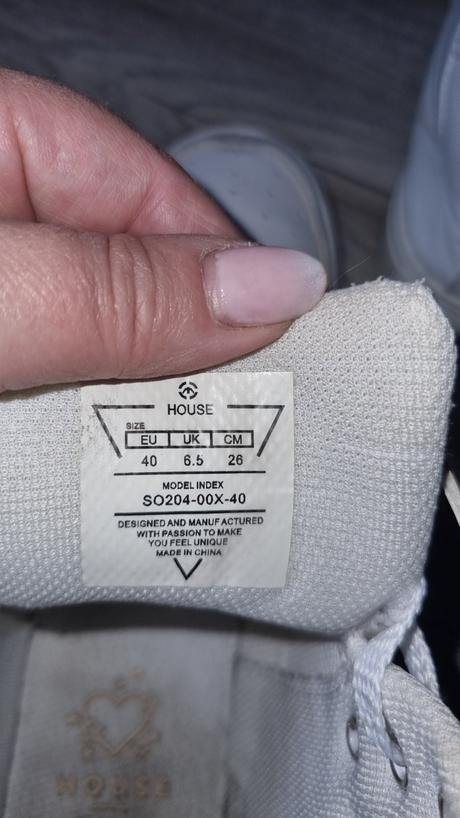 HOUSE
SIZE
EU UK CM
40 6.5 26
MODEL INDEX
SO204-00X-40
DESIGNED AND MANUFACTURED
WITH PASSION TO MAKE
YOU FEEL UNIQUE
MADE IN CHINA
HOUSE